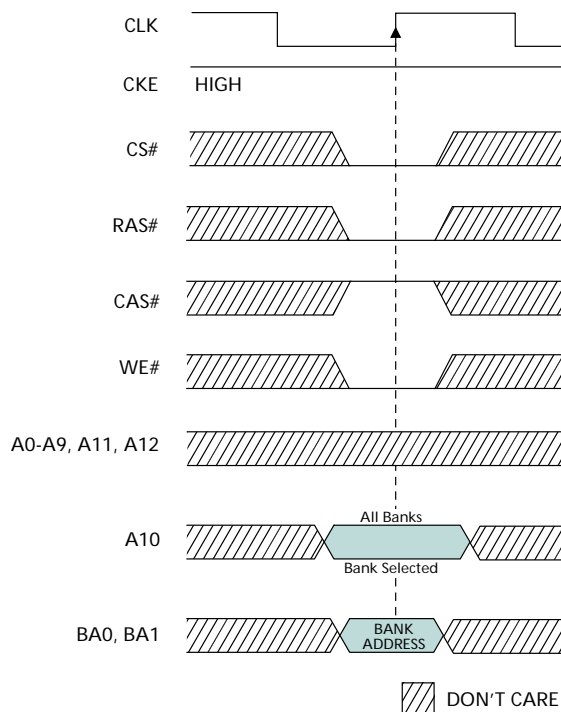 CLK
CKE HIGH
CS#
RAS#
CAS#
WE#
A0-A9, A11, A12
All Banks
A10
Bank Selected
BA0, BA1
BANK
ADDRESS
DON'T CARE